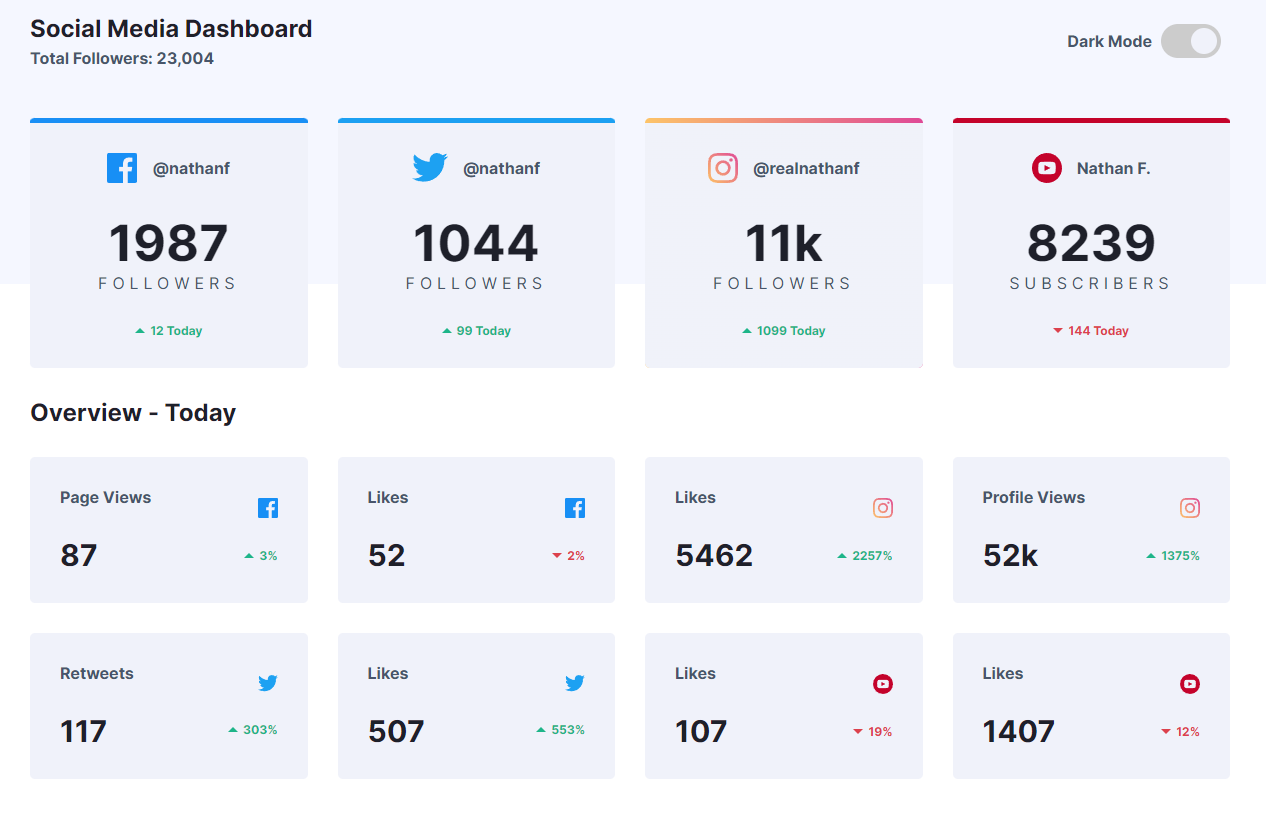 Social Media Dashboard
Total Followers: 23,004
Dark Mode
@nathanf
1987
FOLLOWERS
12 Today
@nathanf
1044
FOLLOWERS
99 Today
@realnathanf
11k
FOLLOWERS
1099 Today
Nathan F.
8239
SUBSCRIBERS
144 Today
Overview - Today
Page Views
87
3%
Likes
52
2%
Likes
5462
2257%
Profile Views
52k
1375%
Retweets
117
303%
Likes
507
553%
Likes
107
19%
Likes
1407
12%